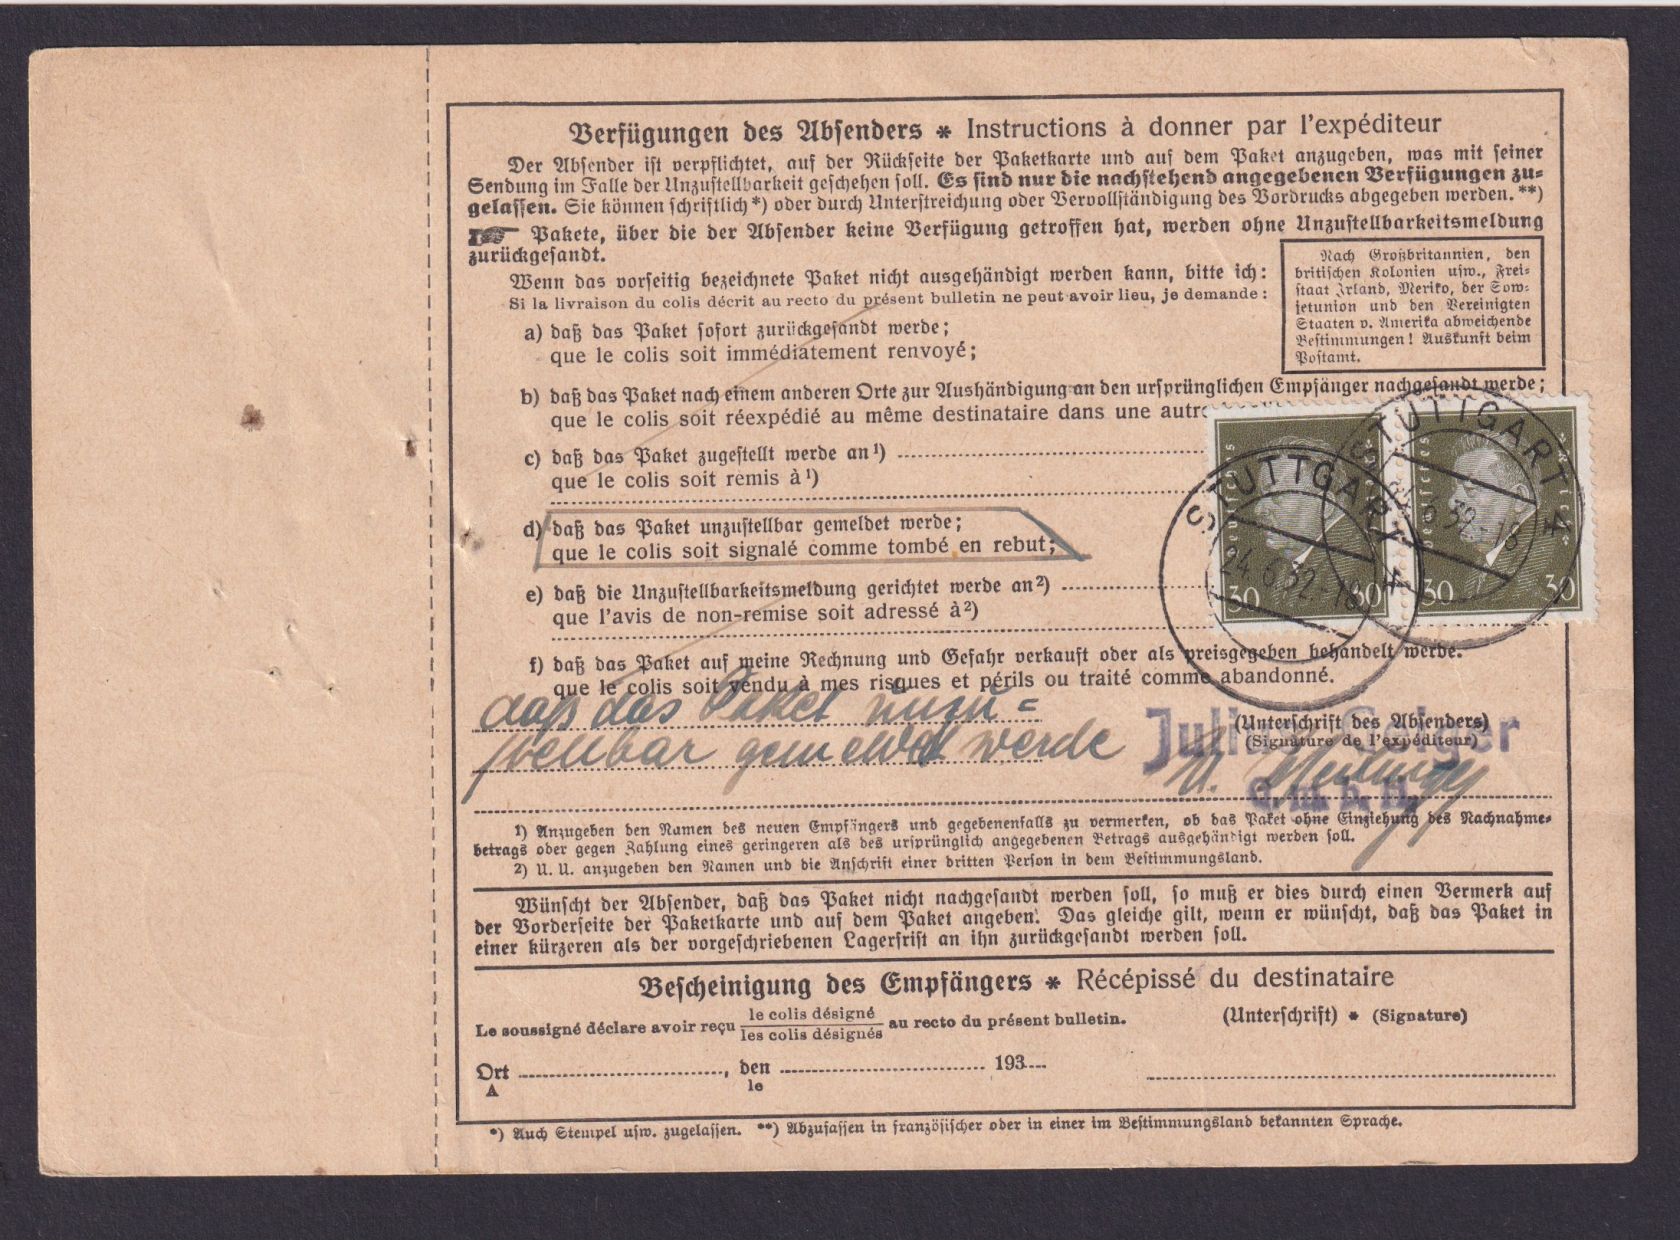 Verfügungen des Absenders * Instructions à donner par l'expéditeur
Der Absender ist verpflichtet, auf der Rückseite der Paketkarte und auf dem Paket anzugeben, was mit seiner
Sendung im Falle der Unzustellbarkeit geschehen soll. Es sind nur die nachstehend angegebenen Verfügungen zu-
gelassen. Sie können schriftlich*) oder durch Unterstreichung oder Vervollständigung des Vordrucks abgegeben werden.**)
☞ Pakete, über die der Absender keine Verfügung getroffen hat, werden ohne Unzustellbarkeitsmeldung
zurückgesandt.
Wenn das vorseitig bezeichnete Paket nicht ausgehändigt werden kann, bitte ich:
Si la livraison du colis décrit au recto du présent bulletin ne peut avoir lieu, je demande:
Nach Großbritannien, den
britischen Kolonien usw., Frei-
staat Irland, Mexiko, der Sow-
jetunion und den Vereinigten
Staaten v. Amerika abweichende
Bestimmungen! Auskunft beim
Postamt.
a) daß das Paket sofort zurückgesandt werde;
que le colis soit immédiatement renvoyé;
b) daß das Paket nach einem anderen Orte zur Aushändigung an den ursprünglichen Empfänger nachgesandt werde;
que le colis soit réexpédié au même destinataire dans une autre
c) daß das Paket zugestellt werde an¹)
que le colis soit remis à¹)
d) daß das Paket unzustellbar gemeldet werde;
que le colis soit signalé comme tombé en rebut;
e) daß die Unzustellbarkeitsmeldung gerichtet werde an²)
que l'avis de non-remise soit adressé à²)
f) daß das Paket auf meine Rechnung und Gefahr verkauft oder als preisgegeben behandelt werde.
que le colis soit vendu à mes risques et périls ou traité comme abandonné.
STUTTGART 4
24.6.32.-18
30 30
STUTTGART 4
6.32.-18
30 30
Deutsches Reich
daß das Paket unzu=
stellbar gemeldet werde
(Unterschrift des Absenders)
(Signature de l'expéditeur)
Julius Geiger
G.m.b.H.
1) Anzugeben den Namen des neuen Empfängers und gegebenenfalls zu vermerken, ob das Paket ohne Einziehung des Nachnahme-
betrags oder gegen Zahlung eines geringeren als des ursprünglich angegebenen Betrags ausgehändigt werden soll.
2) U. U. anzugeben den Namen und die Anschrift einer dritten Person in dem Bestimmungsland.
Wünscht der Absender, daß das Paket nicht nachgesandt werden soll, so muß er dies durch einen Vermerk auf
der Vorderseite der Paketkarte und auf dem Paket angeben. Das gleiche gilt, wenn er wünscht, daß das Paket in
einer kürzeren als der vorgeschriebenen Lagerfrist an ihn zurückgesandt werden soll.
Bescheinigung des Empfängers * Récépissé du destinataire
Le soussigné déclare avoir reçu le colis désigné / les colis désignés au recto du présent bulletin.
(Unterschrift) * (Signature)
Ort ........, den ........ 193....
A le
*) Auch Stempel usw. zugelassen. **) Abzufassen in französischer oder in einer im Bestimmungsland bekannten Sprache.